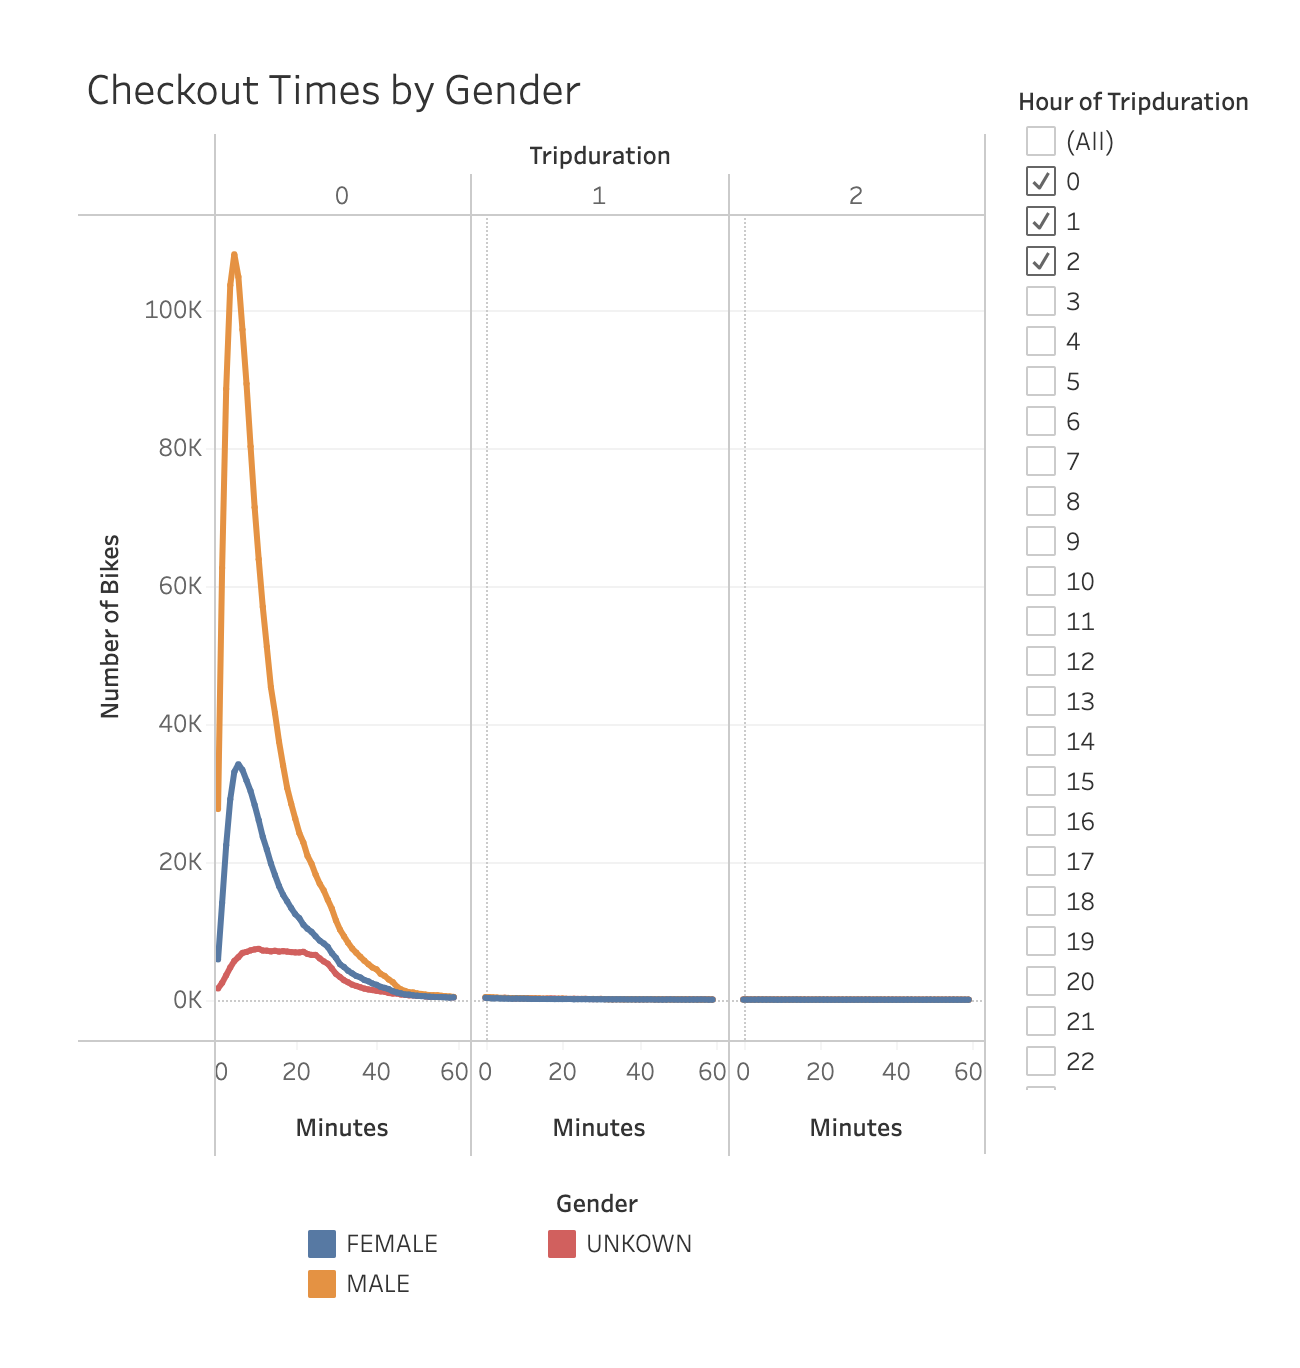 Checkout Times by Gender
Tripduration
0 1 2
100K
80K
60K
40K
20K
0K
Number of Bikes
0 20 40 60 0 20 40 60 0 20 40 60
Minutes Minutes Minutes
Gender
FEMALE UNKOWN
MALE
Hour of Tripduration
(All)
0
1
2
3
4
5
6
7
8
9
10
11
12
13
14
15
16
17
18
19
20
21
22